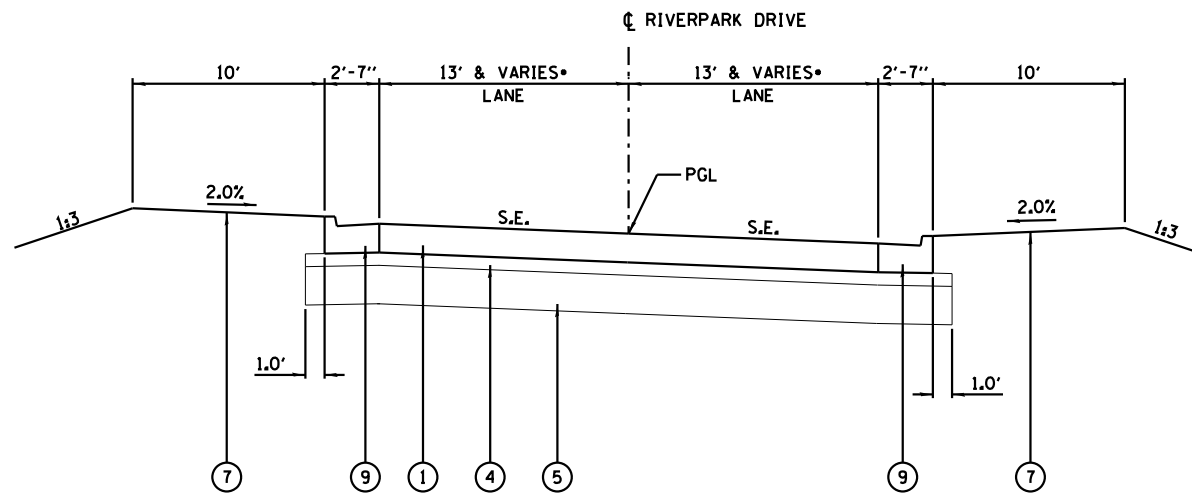 ℄ RIVERPARK DRIVE
10' 2'-7" 13' & VARIES* 13' & VARIES* 2'-7" 10'
LANE LANE
PGL
2.0% S.E. S.E. 2.0%
1:3 1:3
1.0' 1.0'
7 9 1 4 5 9 7